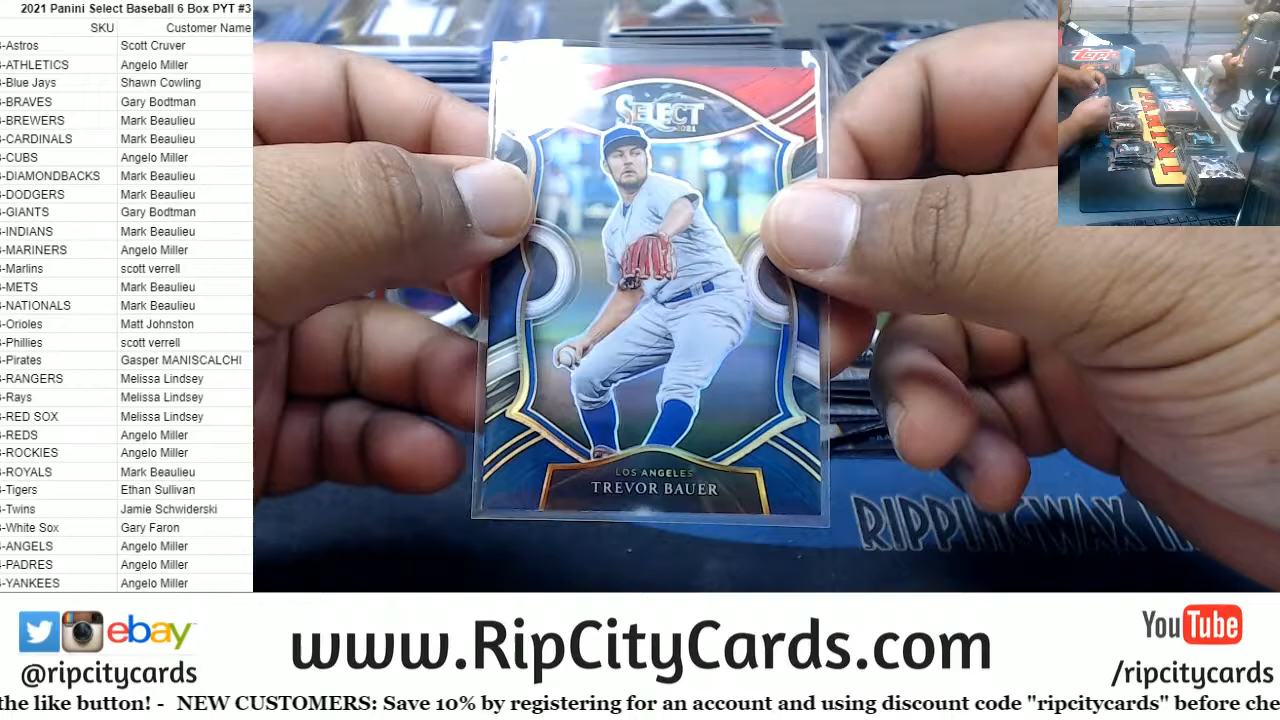 2021 Panini Select Baseball 6 Box PYT #3
SKU Customer Name
-Astros Scott Cruver
-ATHLETICS Angelo Miller
-Blue Jays Shawn Cowling
-BRAVES Gary Bodtman
-BREWERS Mark Beaulieu
-CARDINALS Mark Beaulieu
-CUBS Angelo Miller
-DIAMONDBACKS Mark Beaulieu
-DODGERS Mark Beaulieu
-GIANTS Gary Bodtman
-INDIANS Mark Beaulieu
-MARINERS Angelo Miller
-Marlins scott verrell
-METS Mark Beaulieu
-NATIONALS Mark Beaulieu
-Orioles Matt Johnston
-Phillies scott verrell
-Pirates Gasper MANISCALCHI
-RANGERS Melissa Lindsey
-Rays Melissa Lindsey
-RED SOX Melissa Lindsey
-REDS Angelo Miller
-ROCKIES Angelo Miller
-ROYALS Mark Beaulieu
-Tigers Ethan Sullivan
-Twins Jamie Schwiderski
-White Sox Gary Faron
-ANGELS Angelo Miller
-PADRES Angelo Miller
-YANKEES Angelo Miller
SELECT
2021
LOS ANGELES
TREVOR BAUER
Topps
PANINI
RIPPINGWAX
ebay
@ripcitycards
www.RipCityCards.com
YouTube
/ripcitycards
the like button! - NEW CUSTOMERS: Save 10% by registering for an account and using discount code "ripcitycards" before che